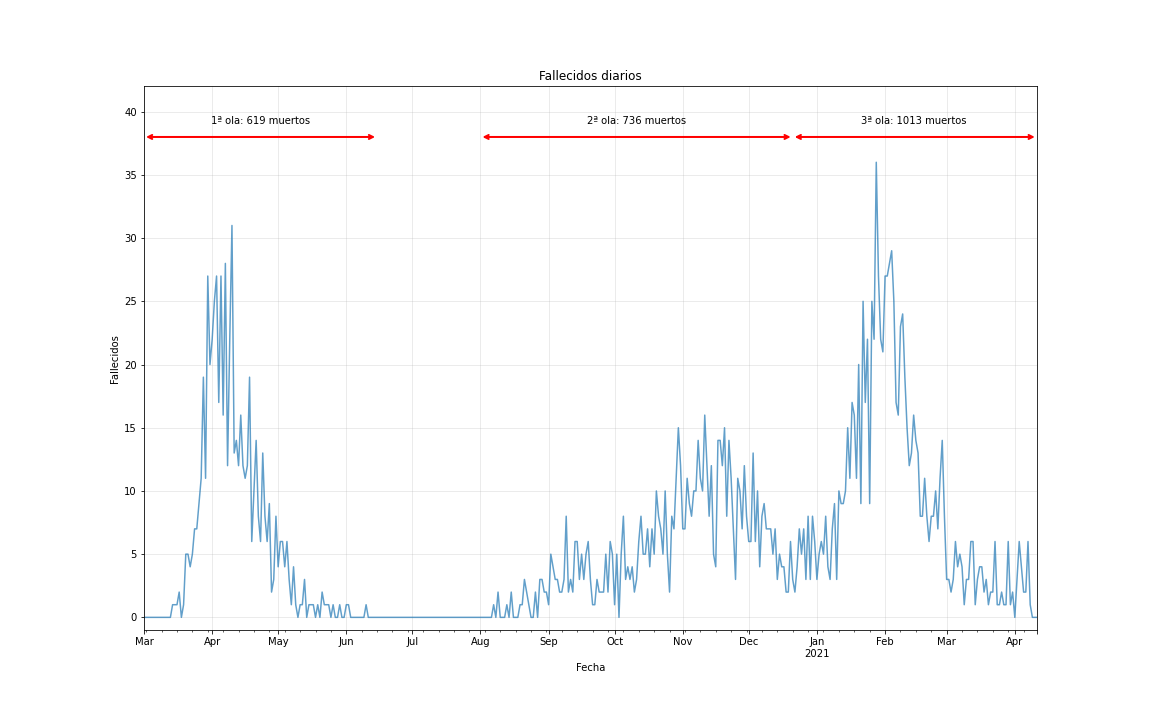 Fallecidos diarios
40
1ª ola: 619 muertos
2ª ola: 736 muertos
3ª ola: 1013 muertos
35
30
25
20
15
10
5
0
Fallecidos
Mar Apr May Jun Jul Aug Sep Oct Nov Dec Jan Feb Mar Apr
2021
Fecha